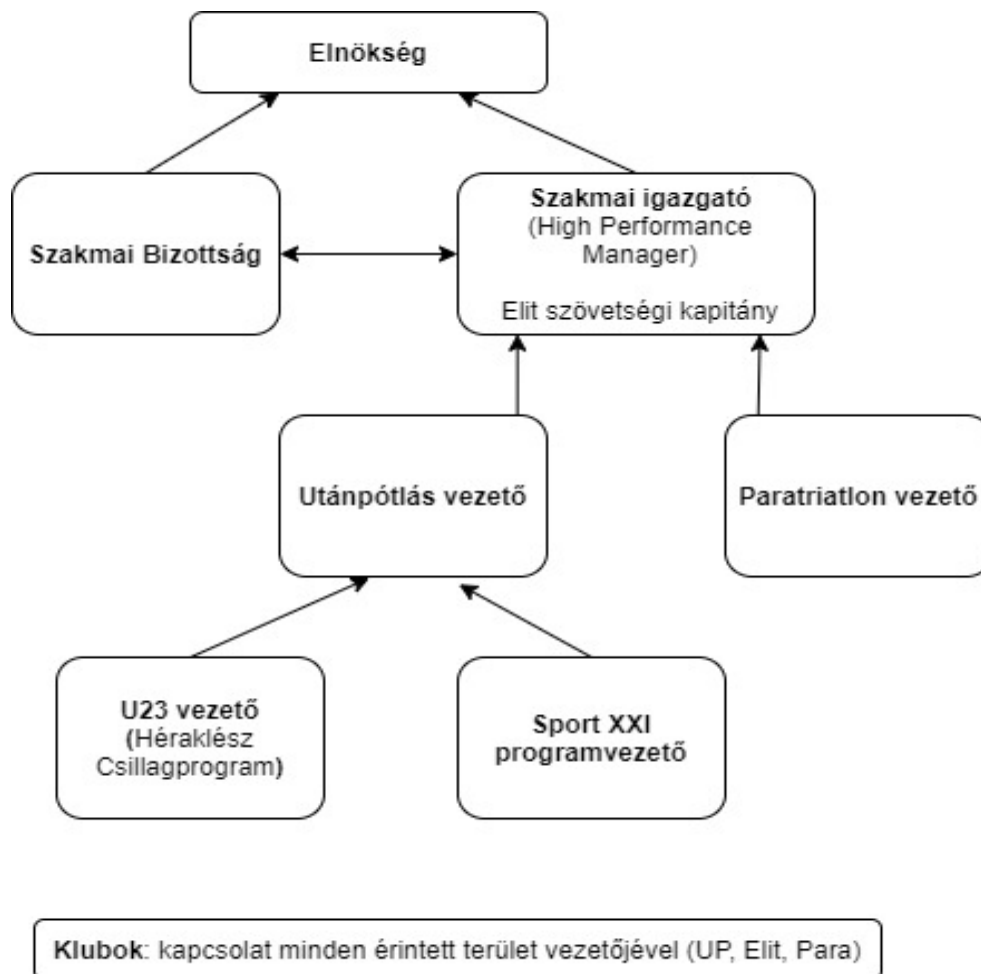 Elnökség
Szakmai Bizottság
Szakmai igazgató
(High Performance
Manager)
Elit szövetségi kapitány
Utánpótlás vezető
Paratriatlon vezető
U23 vezető
(Héraklész
Csillagprogram)
Sport XXI
programvezető
Klubok: kapcsolat minden érintett terület vezetőjével (UP, Elit, Para)